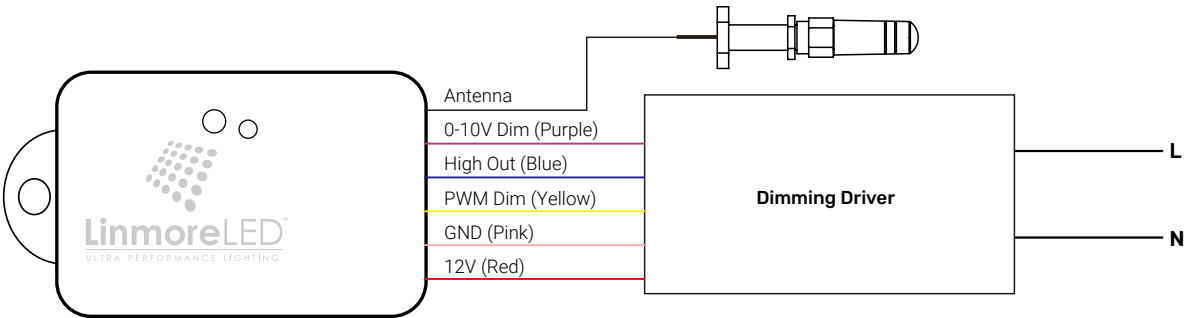 Antenna
0-10V Dim (Purple)
High Out (Blue)
PWM Dim (Yellow)
GND (Pink)
12V (Red)
LinmoreLED®
ULTRA PERFORMANCE LIGHTING
Dimming Driver
L
N